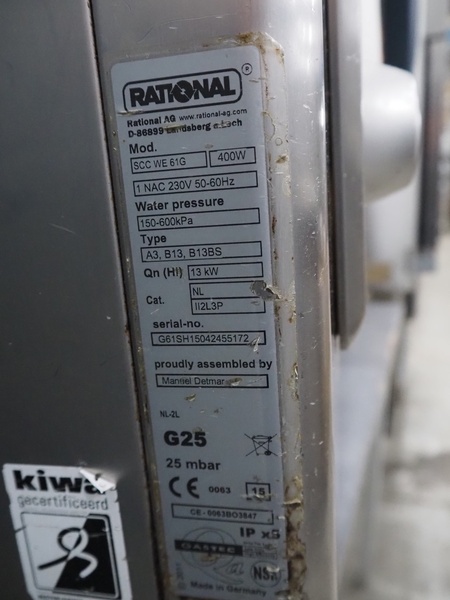 RATIONAL ®
Rational AG www.rational-ag.com
D-86899 Landsberg a.Lech
Mod.
SCC WE 61G 400W
1 NAC 230V 50-60Hz
Water pressure
150-600kPa
Type
A3, B13, B13BS
Qn (Hi) 13 kW
NL
Cat.
II2L3P
serial-no.
G61SH15042455172
proudly assembled by
Manuel Detmar
NL-2L
G25
25 mbar
CE 0063 15
CE-0063BO3847
IP x5
GASTEC
NSF
Made in Germany
kiwa
gecertificeerd